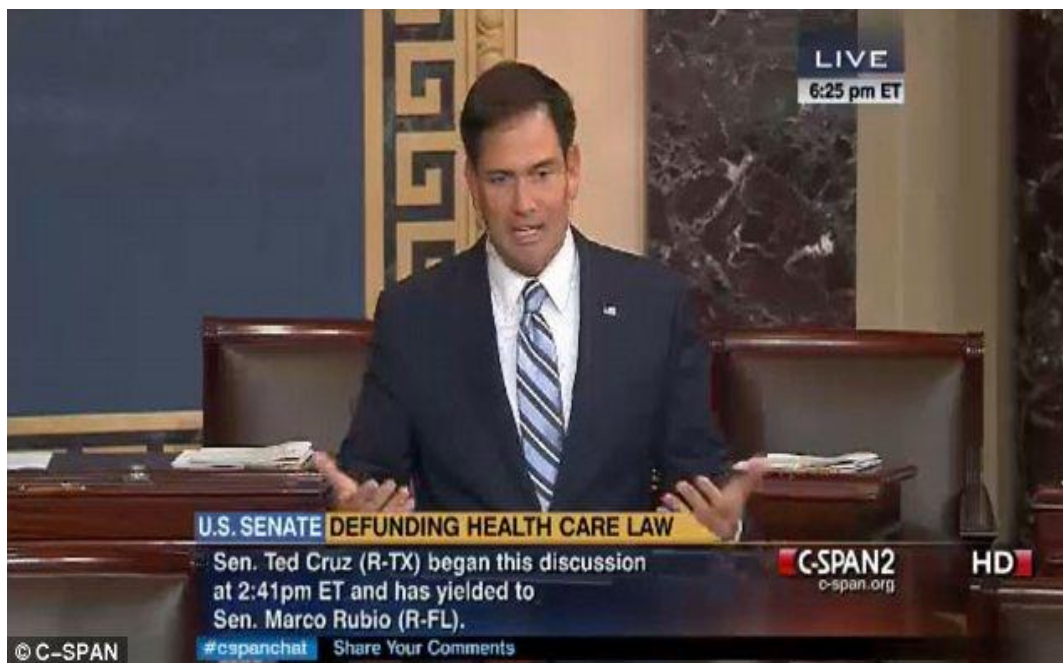 LIVE
6:25 pm ET
U.S. SENATE DEFUNDING HEALTH CARE LAW
Sen. Ted Cruz (R-TX) began this discussion
at 2:41pm ET and has yielded to
Sen. Marco Rubio (R-FL).
C-SPAN2
c-span.org
HD
#cspanchat Share Your Comments
© C-SPAN